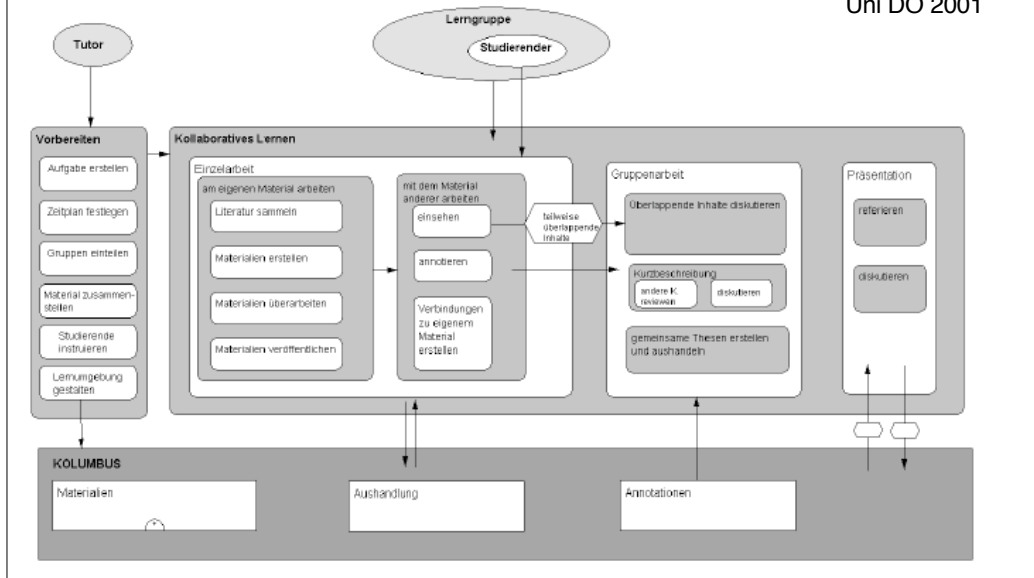 Uni DO 2001
Lerngruppe
Studierender
Tutor
Vorbereiten
Aufgabe erstellen
Zeitplan festlegen
Gruppen einteilen
Material zusammen-
stellen
Studierende
instruieren
Lernumgebung
gestalten
Kollaboratives Lernen
Einzelarbeit
am eigenen Material arbeiten
Literatur sammeln
Materialien erstellen
Materialien überarbeiten
Materialien veröffentlichen
mit dem Material
anderer arbeiten
einsehen
annotieren
Verbindungen
zu eigenem
Material
erstellen
teilweise
überlappende
Inhalte
Gruppenarbeit
Überlappende Inhalte diskutieren
Kurzbeschreibung
andere K.
reviewen
diskutieren
gemeinsame Thesen erstellen
und aushandeln
Präsentation
referieren
diskutieren
KOLUMBUS
Materialien
Aushandlung
Annotationen